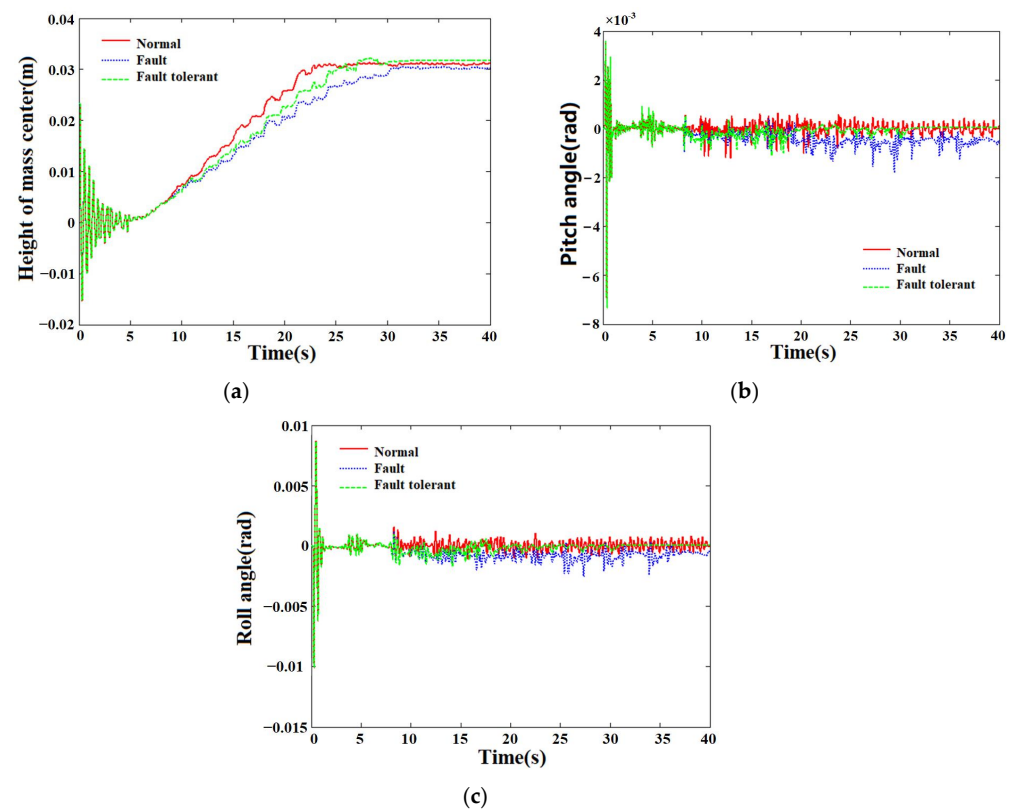 0.04
0.03
0.02
0.01
0
−0.01
−0.02
Height of mass center(m)
Normal
Fault
Fault tolerant
0 5 10 15 20 25 30 35 40
Time(s)
(a)
×10⁻³
4
2
0
−2
−4
−6
−8
Pitch angle(rad)
Normal
Fault
Fault tolerant
0 5 10 15 20 25 30 35 40
Time(s)
(b)
0.01
0.005
0
−0.005
−0.01
−0.015
Roll angle(rad)
Normal
Fault
Fault tolerant
0 5 10 15 20 25 30 35 40
Time(s)
(c)